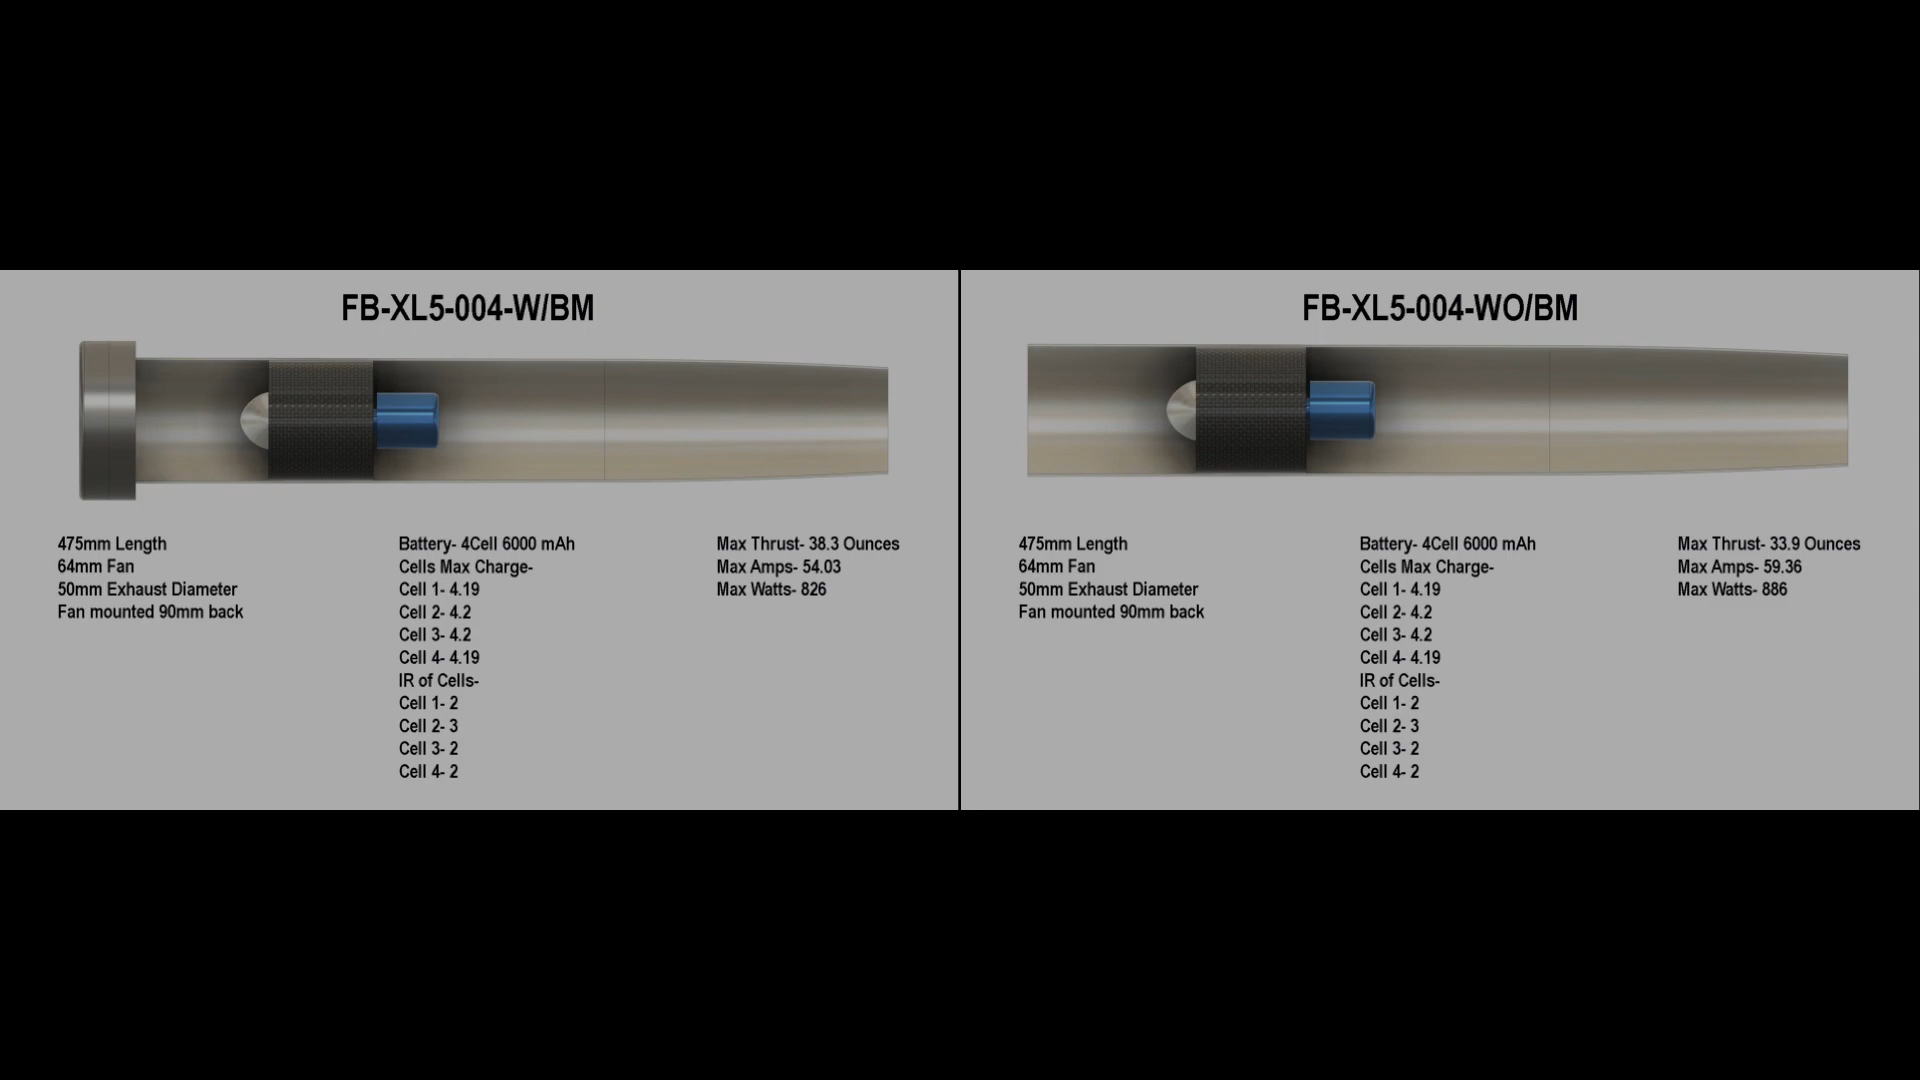 FB-XL5-004-W/BM
475mm Length
64mm Fan
50mm Exhaust Diameter
Fan mounted 90mm back
Battery- 4Cell 6000 mAh
Cells Max Charge-
Cell 1- 4.19
Cell 2- 4.2
Cell 3- 4.2
Cell 4- 4.19
IR of Cells-
Cell 1- 2
Cell 2- 3
Cell 3- 2
Cell 4- 2
Max Thrust- 38.3 Ounces
Max Amps- 54.03
Max Watts- 826
FB-XL5-004-WO/BM
475mm Length
64mm Fan
50mm Exhaust Diameter
Fan mounted 90mm back
Battery- 4Cell 6000 mAh
Cells Max Charge-
Cell 1- 4.19
Cell 2- 4.2
Cell 3- 4.2
Cell 4- 4.19
IR of Cells-
Cell 1- 2
Cell 2- 3
Cell 3- 2
Cell 4- 2
Max Thrust- 33.9 Ounces
Max Amps- 59.36
Max Watts- 886